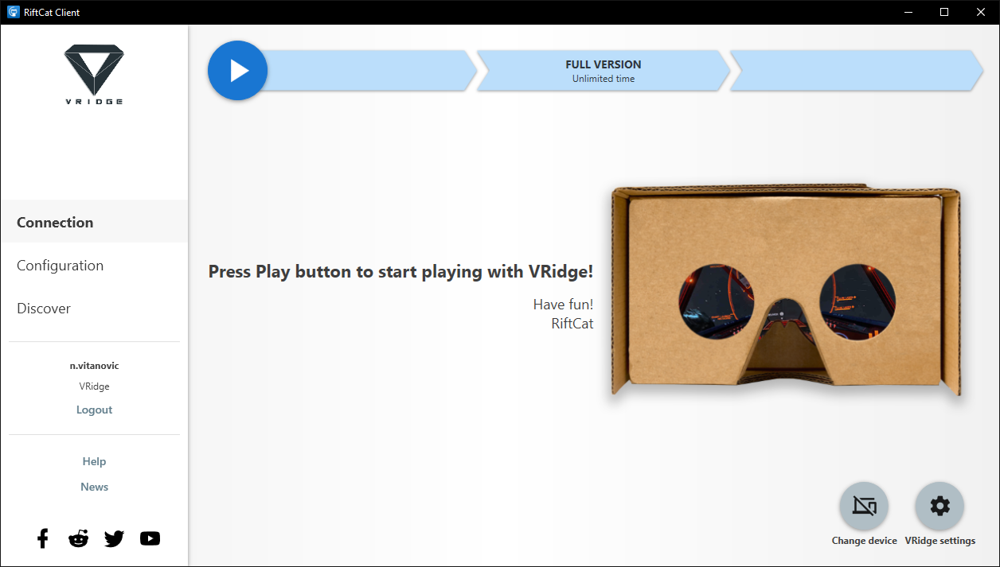 RiftCat Client
VRIDGE
FULL VERSION
Unlimited time
Connection
Configuration
Discover
Press Play button to start playing with VRidge!
Have fun!
RiftCat
n.vitanovic
VRidge
Logout
Help
News
Change device
VRidge settings